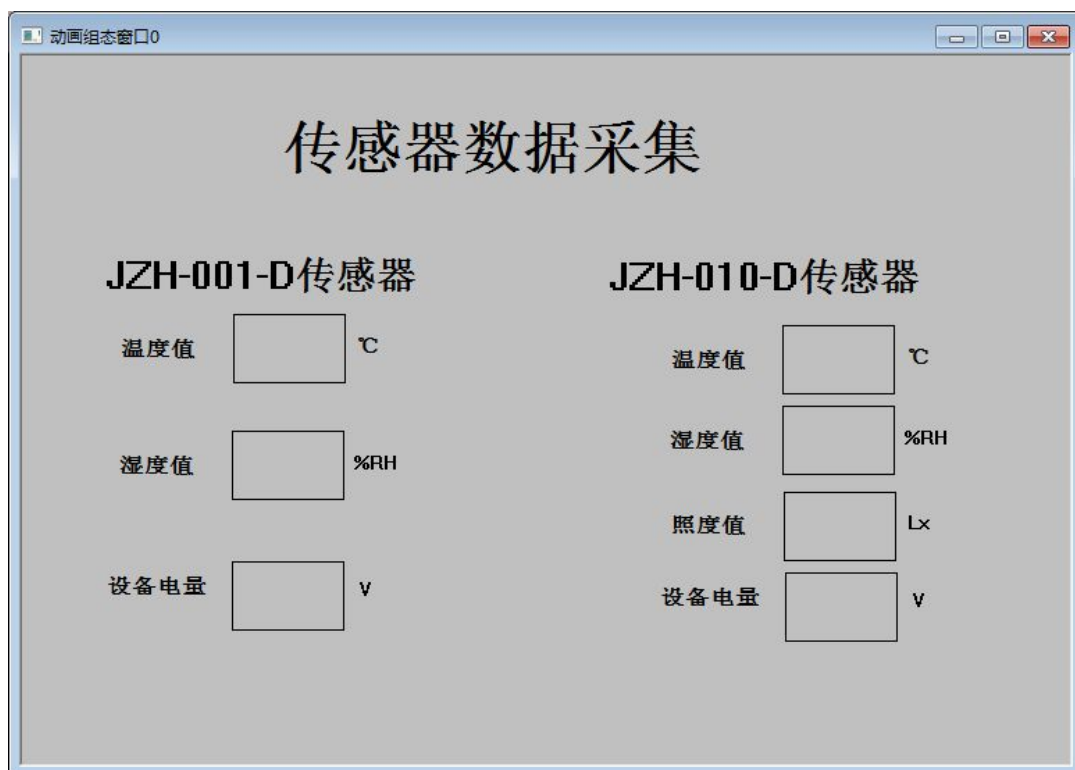 动画组态窗口0
传感器数据采集
JZH-001-D传感器
温度值 ℃
湿度值 %RH
设备电量 V
JZH-010-D传感器
温度值 ℃
湿度值 %RH
照度值 Lx
设备电量 V